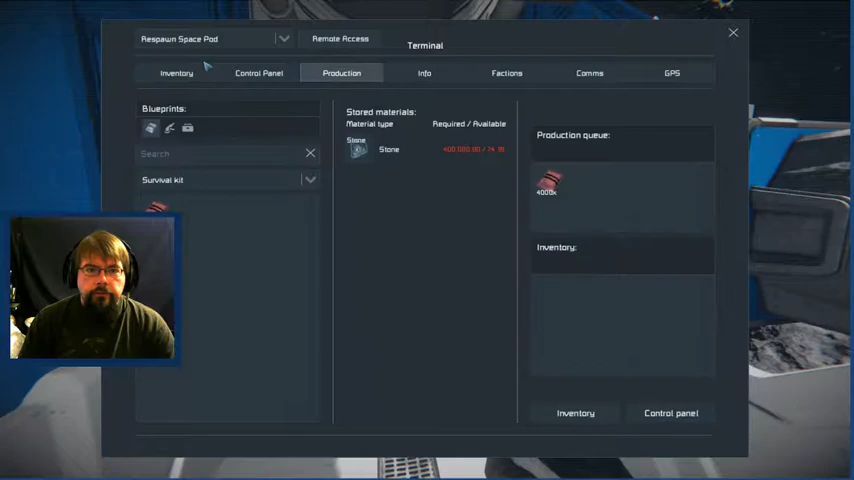 Respawn Space Pod
Remote Access
Terminal
Inventory
Control Panel
Production
Info
Factions
Comms
GPS
Blueprints:
Search
Survival kit
Stored materials:
Material type Required / Available
Stone
Stone
Production queue:
4000x
Inventory:
Inventory
Control panel